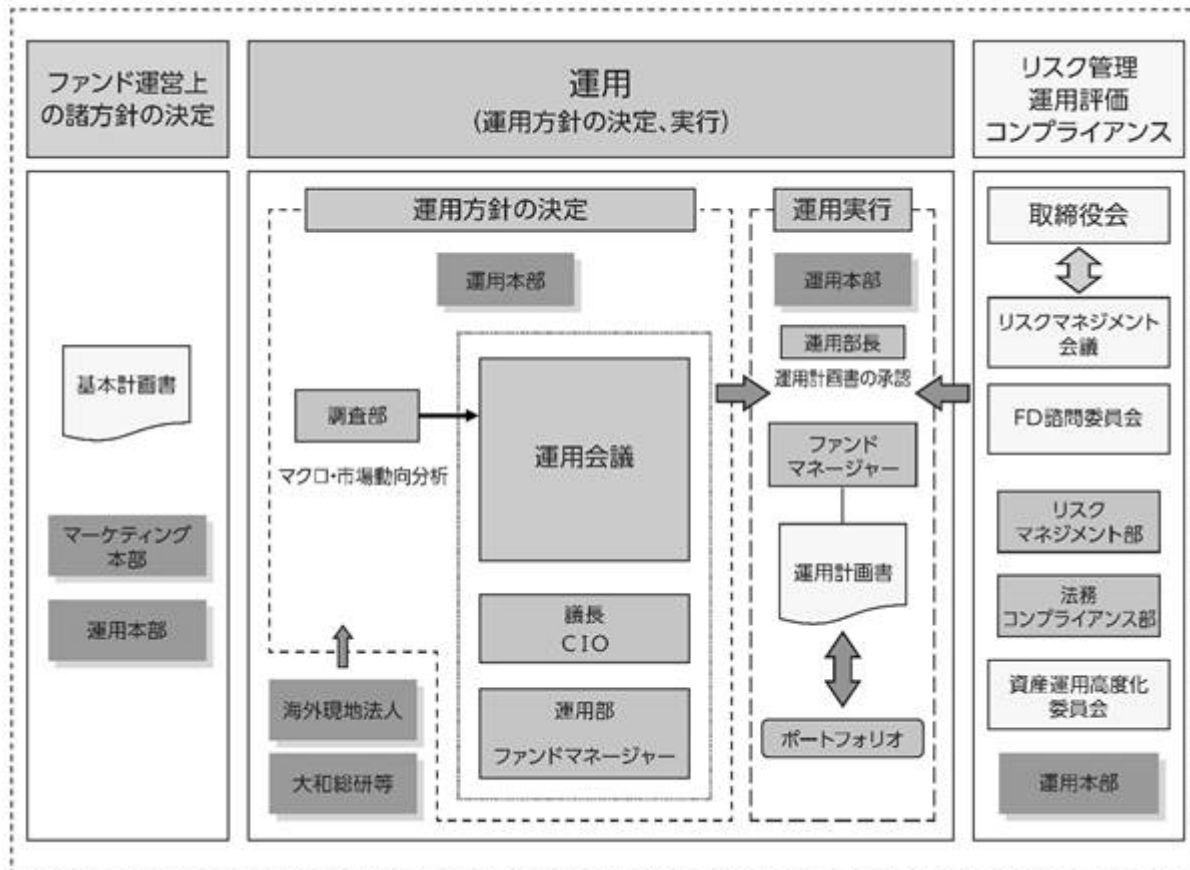 ファンド運営上
の諸方針の決定
運用
(運用方針の決定、実行)
リスク管理
運用評価
コンプライアンス
基本計画書
マーケティング
本部
運用本部
運用方針の決定
運用本部
調査部
マクロ・市場動向分析
運用会議
議長
CIO
運用部
ファンドマネージャー
海外現地法人
大和総研等
運用実行
運用本部
運用部長
運用計画書の承認
ファンド
マネージャー
運用計画書
ポートフォリオ
取締役会
リスクマネジメント
会議
FD諮問委員会
リスク
マネジメント部
法務
コンプライアンス部
資産運用高度化
委員会
運用本部